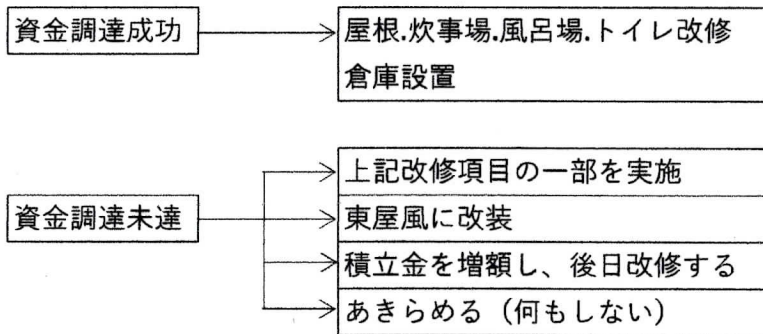 資金調達成功
屋根.炊事場.風呂場.トイレ改修
倉庫設置
上記改修項目の一部を実施
資金調達未達
東屋風に改装
積立金を増額し、後日改修する
あきらめる（何もしない）